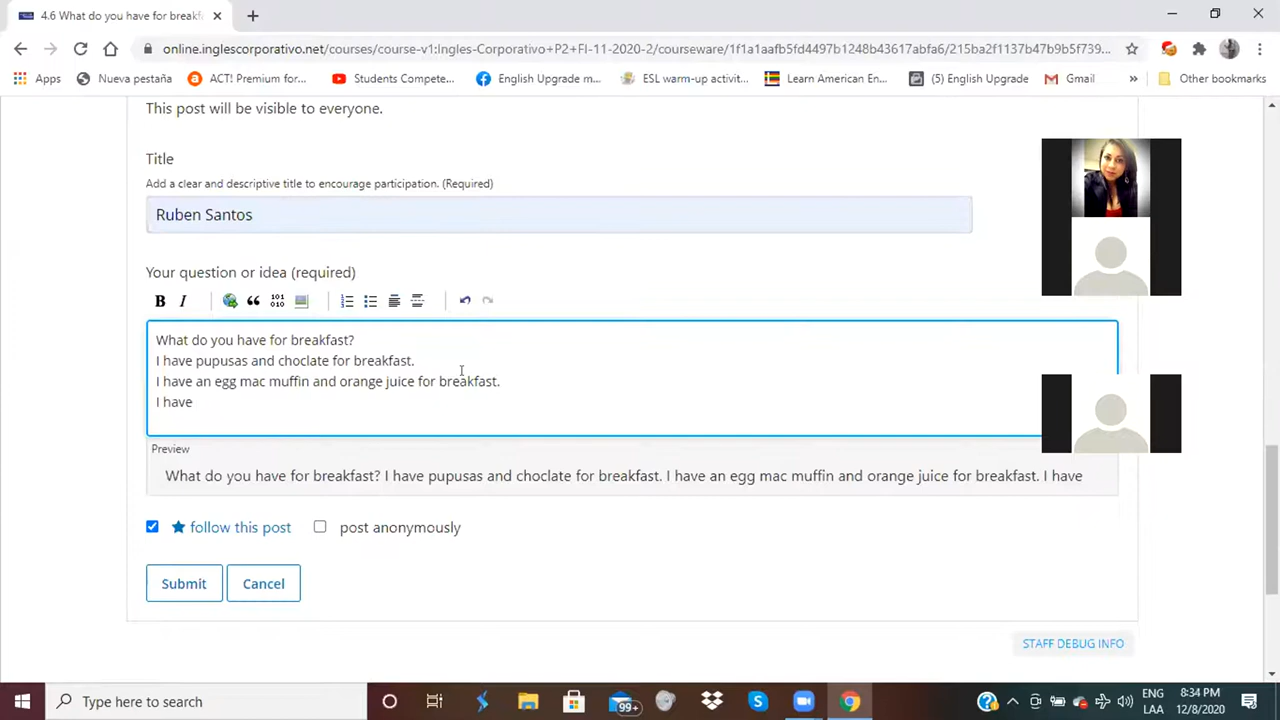 4.6 What do you have for breakf
online.inglescorporativo.net/courses/course-v1:Ingles-Corporativo+P2+FI-11-2020-2/courseware/1f1a1aafb5fd4497b1248b43617abfa6/215ba2f1137b47b9b5f739...
Apps Nueva pestaña ACT! Premium for... Students Compete... English Upgrade m... ESL warm-up activit... Learn American En... (5) English Upgrade Gmail » Other bookmarks
This post will be visible to everyone.
Title
Add a clear and descriptive title to encourage participation. (Required)
Ruben Santos
Your question or idea (required)
B I
What do you have for breakfast?
I have pupusas and choclate for breakfast.
I have an egg mac muffin and orange juice for breakfast.
I have
Preview
What do you have for breakfast? I have pupusas and choclate for breakfast. I have an egg mac muffin and orange juice for breakfast. I have
follow this post post anonymously
Submit Cancel
STAFF DEBUG INFO
Type here to search 99+ ENG 8:34 PM
LAA 12/8/2020